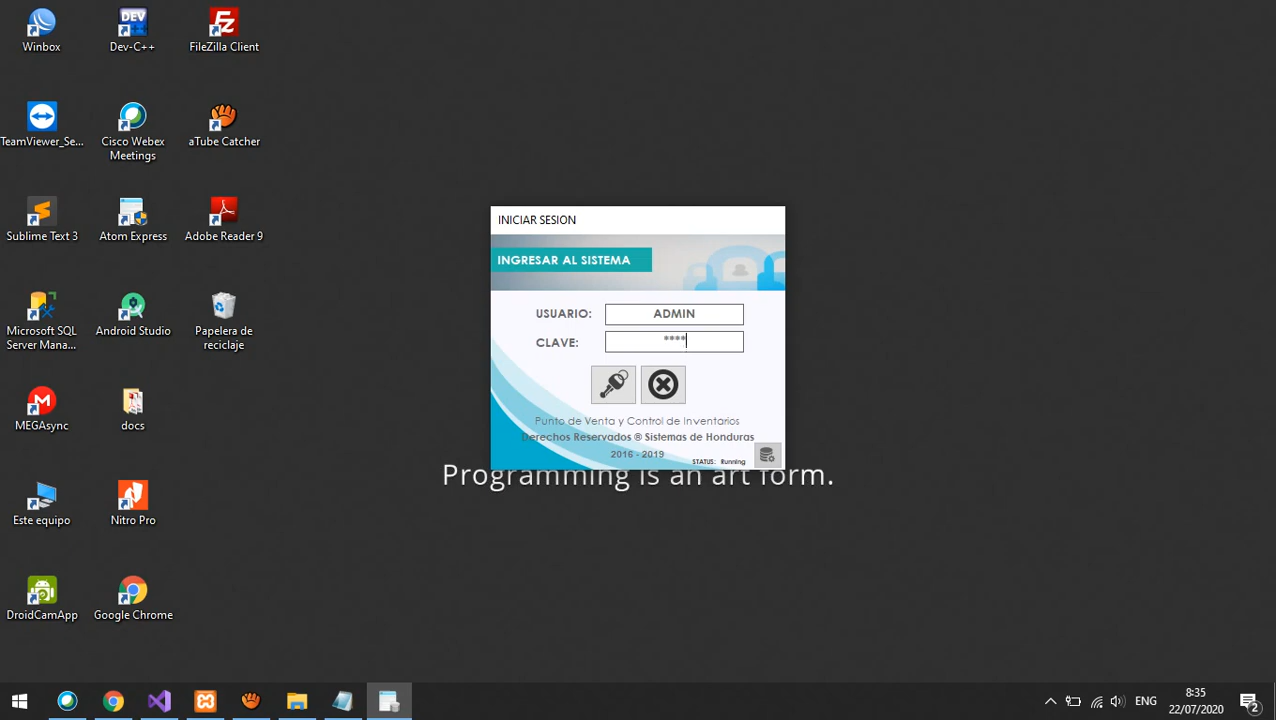 Winbox
Dev-C++
FileZilla Client
TeamViewer_Se...
Cisco Webex
Meetings
aTube Catcher
Sublime Text 3
Atom Express
Adobe Reader 9
Microsoft SQL
Server Mana...
Android Studio
Papelera de
reciclaje
MEGAsync
docs
Este equipo
Nitro Pro
DroidCamApp
Google Chrome
INICIAR SESION
INGRESAR AL SISTEMA
USUARIO: ADMIN
CLAVE: ****
Punto de Venta y Control de Inventarios
Derechos Reservados ® Sistemas de Honduras
2016 - 2019
STATUS: Running
Programming is an art form.
ENG
8:35
22/07/2020
2